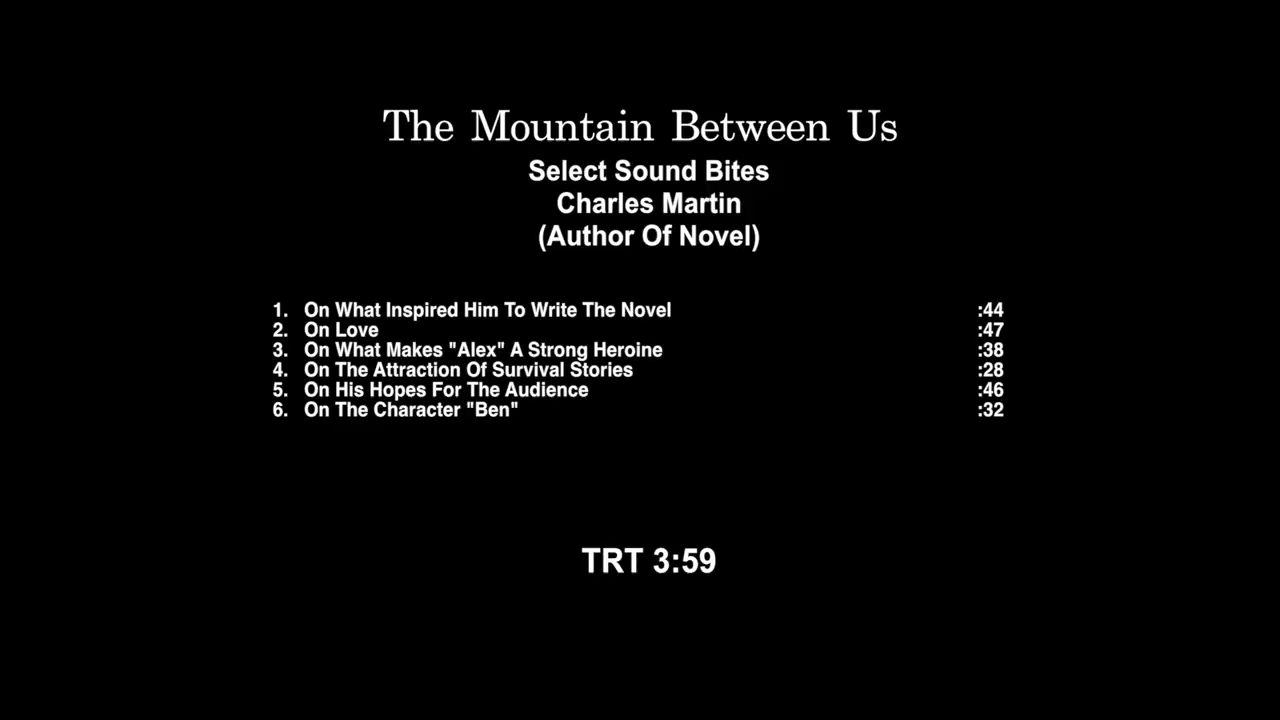 The Mountain Between Us
Select Sound Bites
Charles Martin
(Author Of Novel)
1. On What Inspired Him To Write The Novel :44
2. On Love :47
3. On What Makes "Alex" A Strong Heroine :38
4. On The Attraction Of Survival Stories :28
5. On His Hopes For The Audience :46
6. On The Character "Ben" :32
TRT 3:59